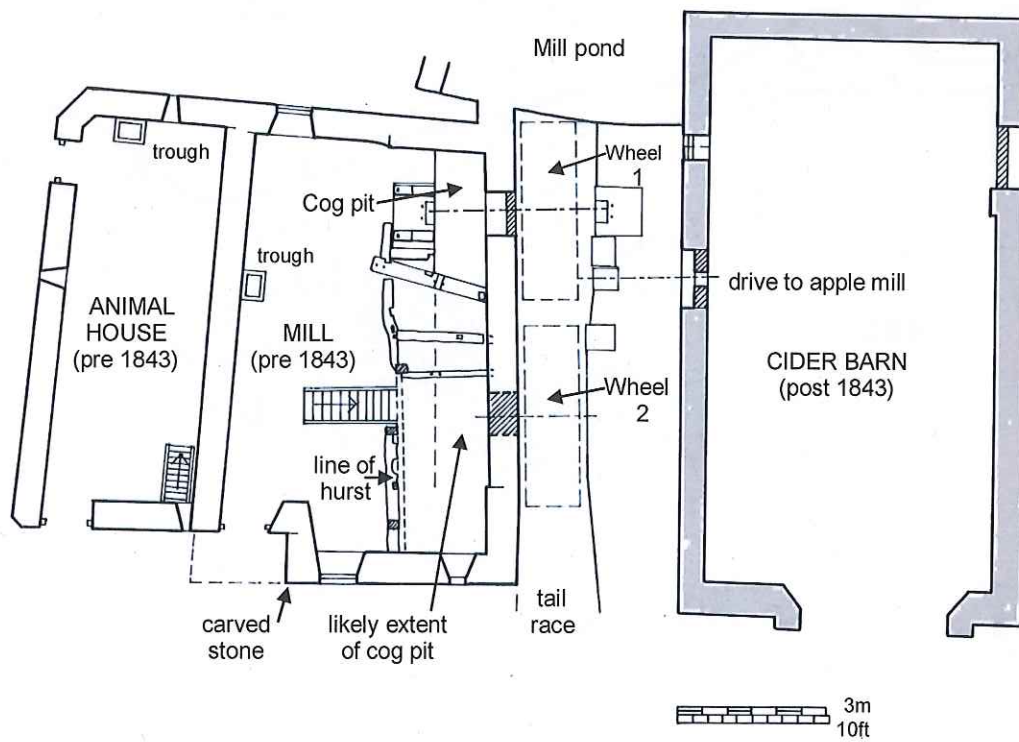 Mill pond
trough
Wheel
1
Cog pit
trough
drive to apple mill
ANIMAL
HOUSE
(pre 1843)
MILL
(pre 1843)
CIDER BARN
(post 1843)
Wheel
2
line of
hurst
carved
stone
likely extent
of cog pit
tail
race
3m
10ft